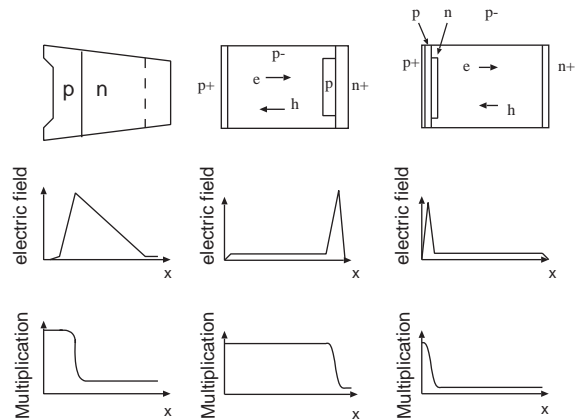 p n
p+ p- e h p n+
p n p-
p+ e h n+
electric field x
electric field x
electric field x
Multiplication x
Multiplication x
Multiplication x